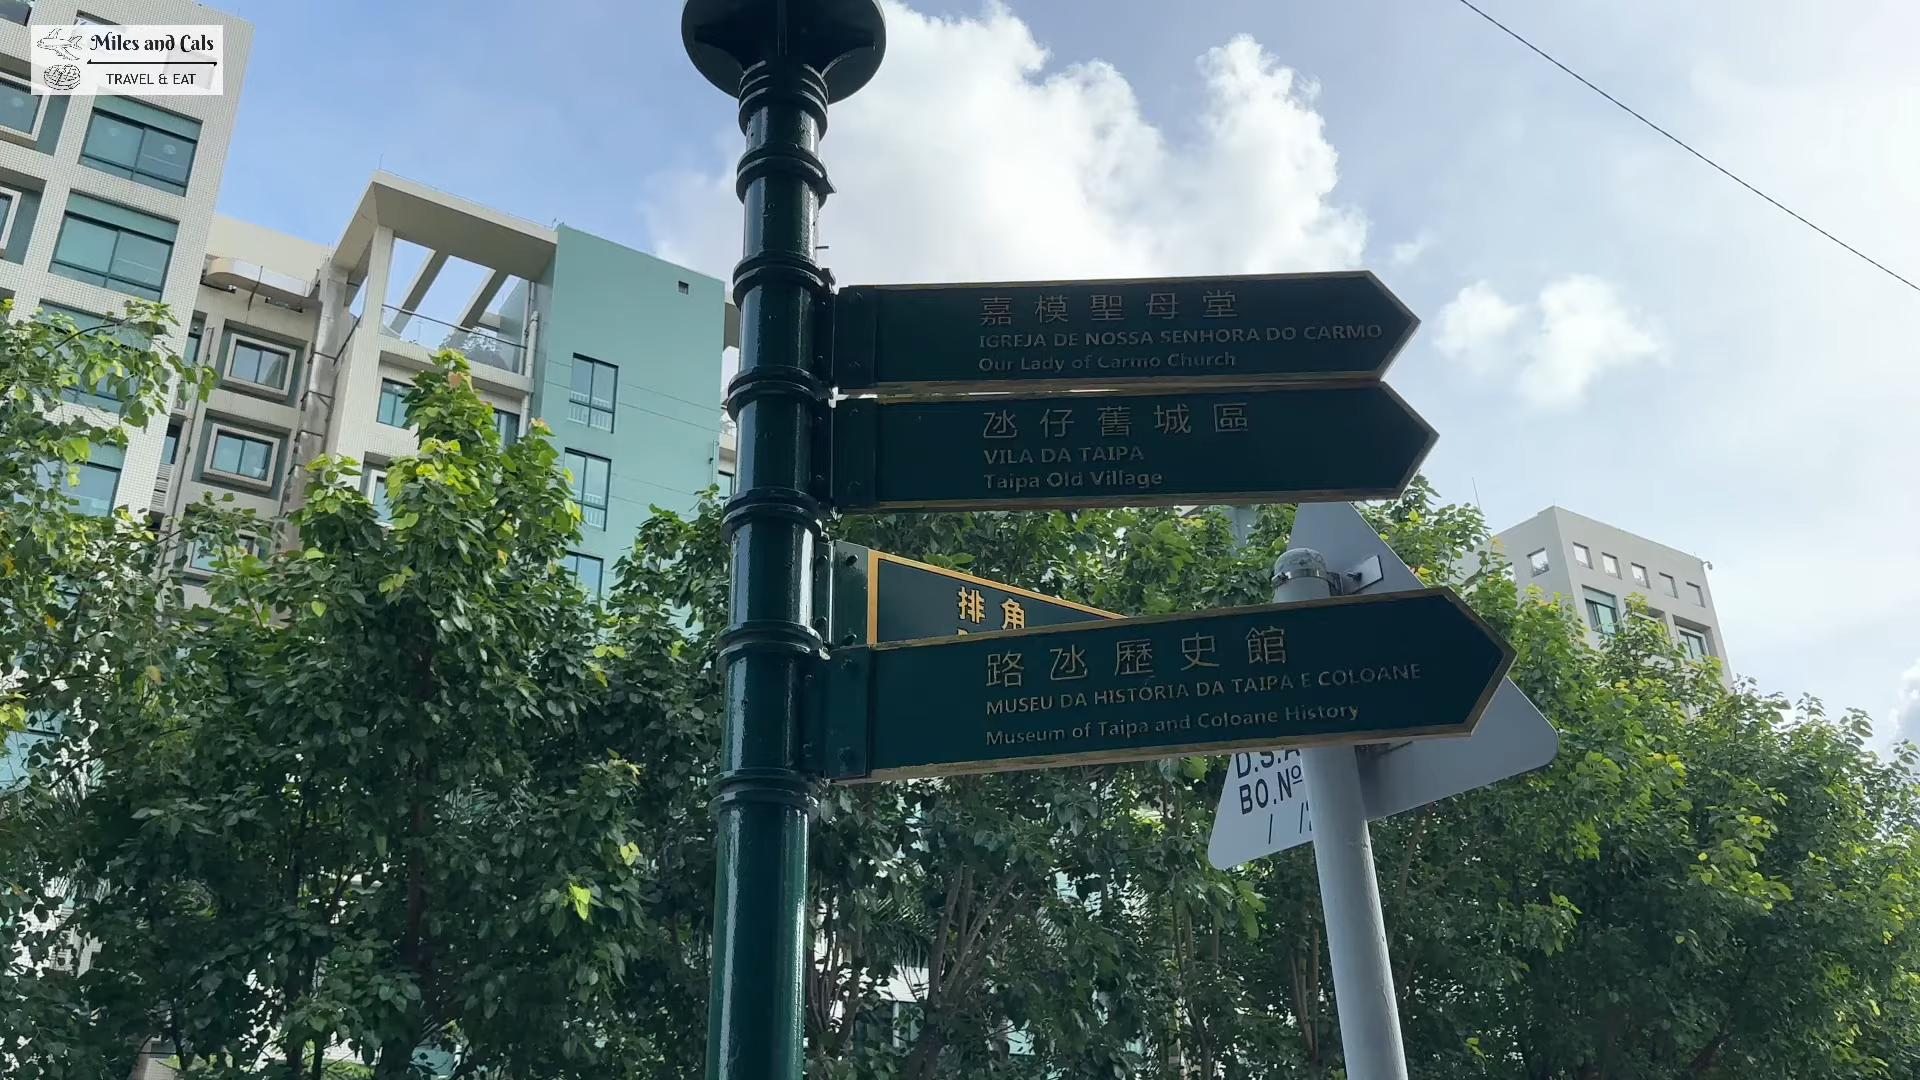 Miles and Cals
TRAVEL & EAT
嘉模聖母堂
IGREJA DE NOSSA SENHORA DO CARMO
Our Lady of Carmo Church
氹仔舊城區
VILA DA TAIPA
Taipa Old Village
排角
路氹歷史館
MUSEU DA HISTÓRIA DA TAIPA E COLOANE
Museum of Taipa and Coloane History
D.S.A
BO.Nº